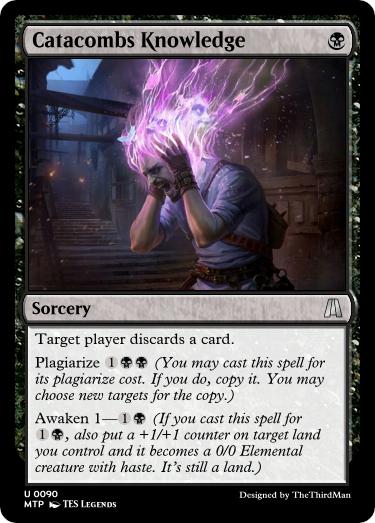 Catacombs Knowledge
Sorcery
Target player discards a card.
Plagiarize 1 (You may cast this spell for
its plagiarize cost. If you do, copy it. You may
choose new targets for the copy.)
Awaken 1—1 (If you cast this spell for
1, also put a +1/+1 counter on target land
you control and it becomes a 0/0 Elemental
creature with haste. It's still a land.)
U 0090
MTP TES Legends
Designed by TheThirdMan